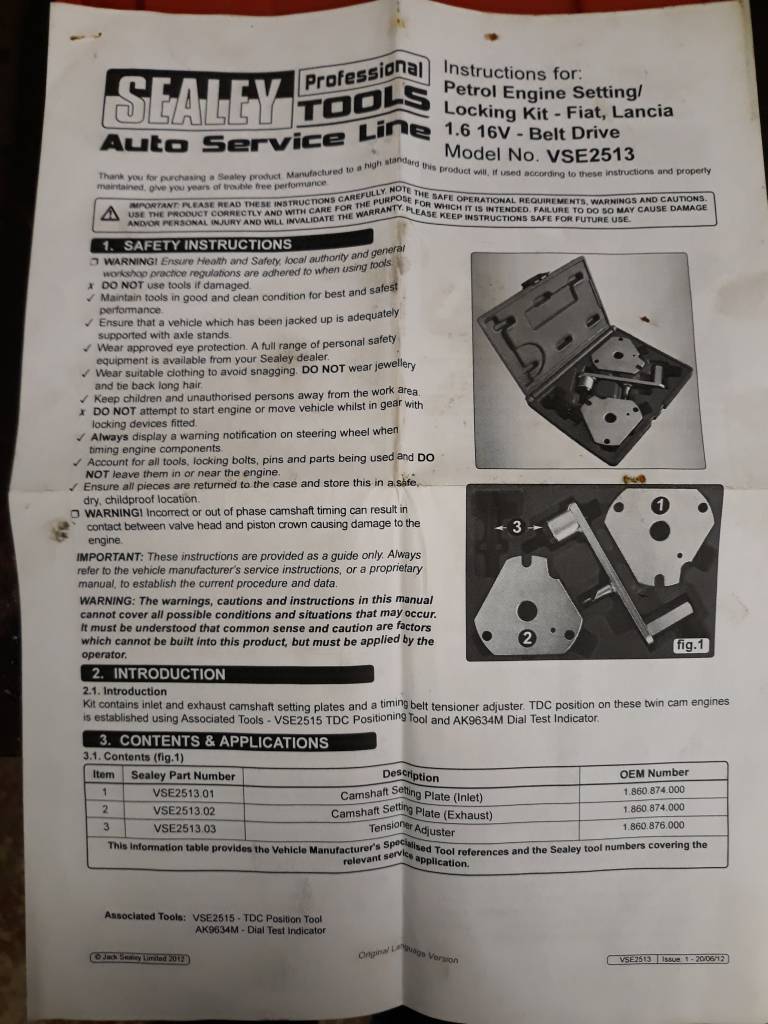 SEALEY Professional TOOLS
Auto Service Line
Instructions for:
Petrol Engine Setting/
Locking Kit - Fiat, Lancia
1.6 16V - Belt Drive
Model No. VSE2513
Thank you for purchasing a Sealey product. Manufactured to a high standard this product will, if used according to these instructions and properly
maintained, give you years of trouble free performance.
IMPORTANT: PLEASE READ THESE INSTRUCTIONS CAREFULLY. NOTE THE SAFE OPERATIONAL REQUIREMENTS, WARNINGS AND CAUTIONS.
USE THE PRODUCT CORRECTLY AND WITH CARE FOR THE PURPOSE FOR WHICH IT IS INTENDED. FAILURE TO DO SO MAY CAUSE DAMAGE
AND/OR PERSONAL INJURY AND WILL INVALIDATE THE WARRANTY. PLEASE KEEP INSTRUCTIONS SAFE FOR FUTURE USE.
1. SAFETY INSTRUCTIONS
❒ WARNING! Ensure Health and Safety, local authority and general
workshop practice regulations are adhered to when using tools.
x DO NOT use tools if damaged.
✓ Maintain tools in good and clean condition for best and safest
performance.
✓ Ensure that a vehicle which has been jacked up is adequately
supported with axle stands.
✓ Wear approved eye protection. A full range of personal safety
equipment is available from your Sealey dealer.
✓ Wear suitable clothing to avoid snagging. DO NOT wear jewellery
and tie back long hair.
✓ Keep children and unauthorised persons away from the work area.
x DO NOT attempt to start engine or move vehicle whilst in gear with
locking devices fitted.
✓ Always display a warning notification on steering wheel when
timing engine components.
✓ Account for all tools, locking bolts, pins and parts being used and DO
NOT leave them in or near the engine.
✓ Ensure all pieces are returned to the case and store this in a safe,
dry, childproof location.
❒ WARNING! Incorrect or out of phase camshaft timing can result in
contact between valve head and piston crown causing damage to the
engine.
IMPORTANT: These instructions are provided as a guide only. Always
refer to the vehicle manufacturer's service instructions, or a proprietary
manual, to establish the current procedure and data.
WARNING: The warnings, cautions and instructions in this manual
cannot cover all possible conditions and situations that may occur.
It must be understood that common sense and caution are factors
which cannot be built into this product, but must be applied by the
operator.
1
3
2
fig.1
2. INTRODUCTION
2.1. Introduction
Kit contains inlet and exhaust camshaft setting plates and a timing belt tensioner adjuster. TDC position on these twin cam engines
is established using Associated Tools - VSE2515 TDC Positioning Tool and AK9634M Dial Test Indicator.
3. CONTENTS & APPLICATIONS
3.1. Contents (fig.1)
Item Sealey Part Number Description OEM Number
1 VSE2513.01 Camshaft Setting Plate (Inlet) 1.860.874.000
2 VSE2513.02 Camshaft Setting Plate (Exhaust) 1.860.874.000
3 VSE2513.03 Tensioner Adjuster 1.860.876.000
This Information table provides the Vehicle Manufacturer's Specialised Tool references and the Sealey tool numbers covering the
relevant service application.
Associated Tools: VSE2515 - TDC Position Tool
AK9634M - Dial Test Indicator
© Jack Sealey Limited 2012
Original Language Version
VSE2513 Issue: 1 - 20/06/12